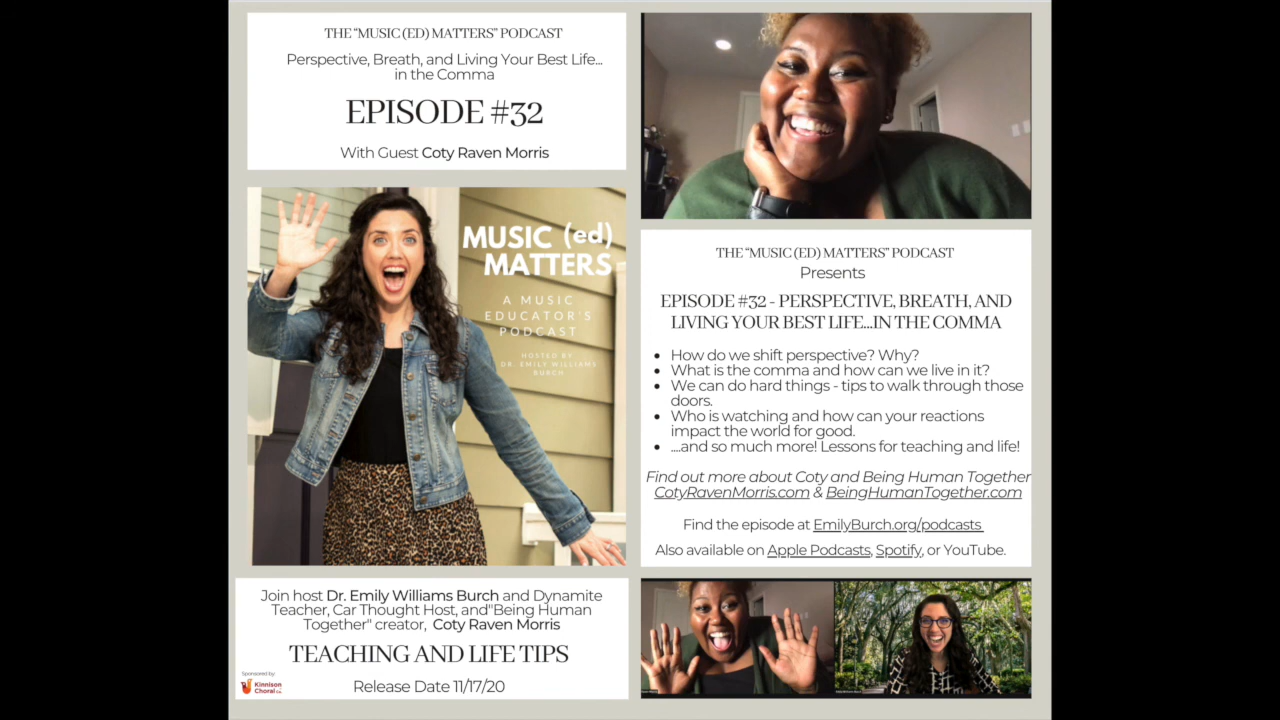 THE "MUSIC (ED) MATTERS" PODCAST
Perspective, Breath, and Living Your Best Life...
in the Comma
EPISODE #32
With Guest Coty Raven Morris
MUSIC (ed)
MATTERS
A MUSIC
EDUCATOR'S
PODCAST
HOSTED BY
DR. EMILY WILLIAMS
BURCH
THE "MUSIC (ED) MATTERS" PODCAST
Presents
EPISODE #32 - PERSPECTIVE, BREATH, AND
LIVING YOUR BEST LIFE...IN THE COMMA
• How do we shift perspective? Why?
• What is the comma and how can we live in it?
• We can do hard things - tips to walk through those
doors.
• Who is watching and how can your reactions
impact the world for good.
• ....and so much more! Lessons for teaching and life!
Find out more about Coty and Being Human Together
CotyRavenMorris.com & BeingHumanTogether.com
Find the episode at EmilyBurch.org/podcasts
Also available on Apple Podcasts, Spotify, or YouTube.
Join host Dr. Emily Williams Burch and Dynamite
Teacher, Car Thought Host, and"Being Human
Together" creator, Coty Raven Morris
TEACHING AND LIFE TIPS
Release Date 11/17/20
Sponsored by:
Kinnison
Choral Co.